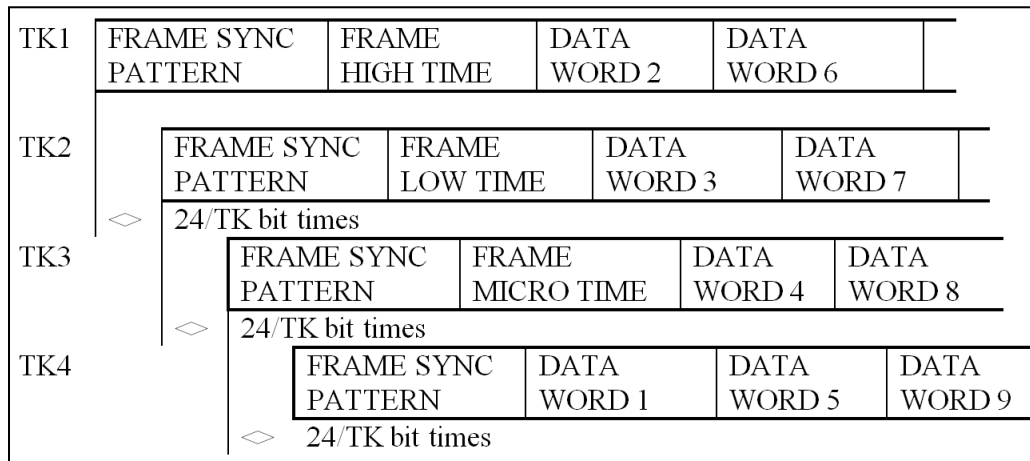 TK1 FRAME SYNC FRAME DATA DATA
PATTERN HIGH TIME WORD 2 WORD 6
TK2 FRAME SYNC FRAME DATA DATA
PATTERN LOW TIME WORD 3 WORD 7
24/TK bit times
TK3 FRAME SYNC FRAME DATA DATA
PATTERN MICRO TIME WORD 4 WORD 8
24/TK bit times
TK4 FRAME SYNC DATA DATA DATA
PATTERN WORD 1 WORD 5 WORD 9
24/TK bit times